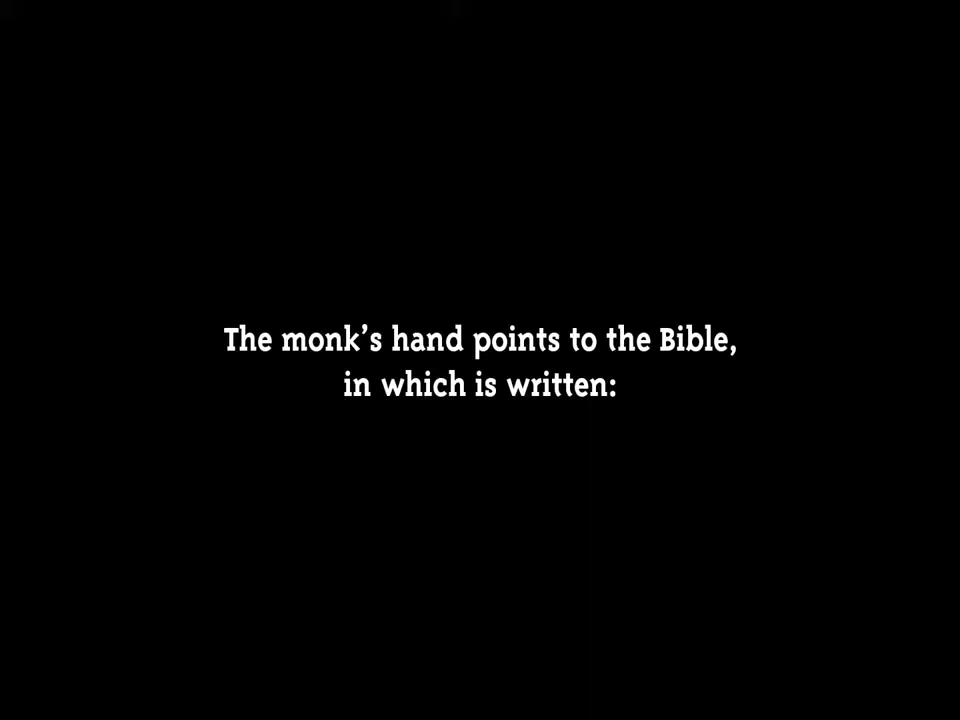 The monk’s hand points to the Bible,
in which is written: